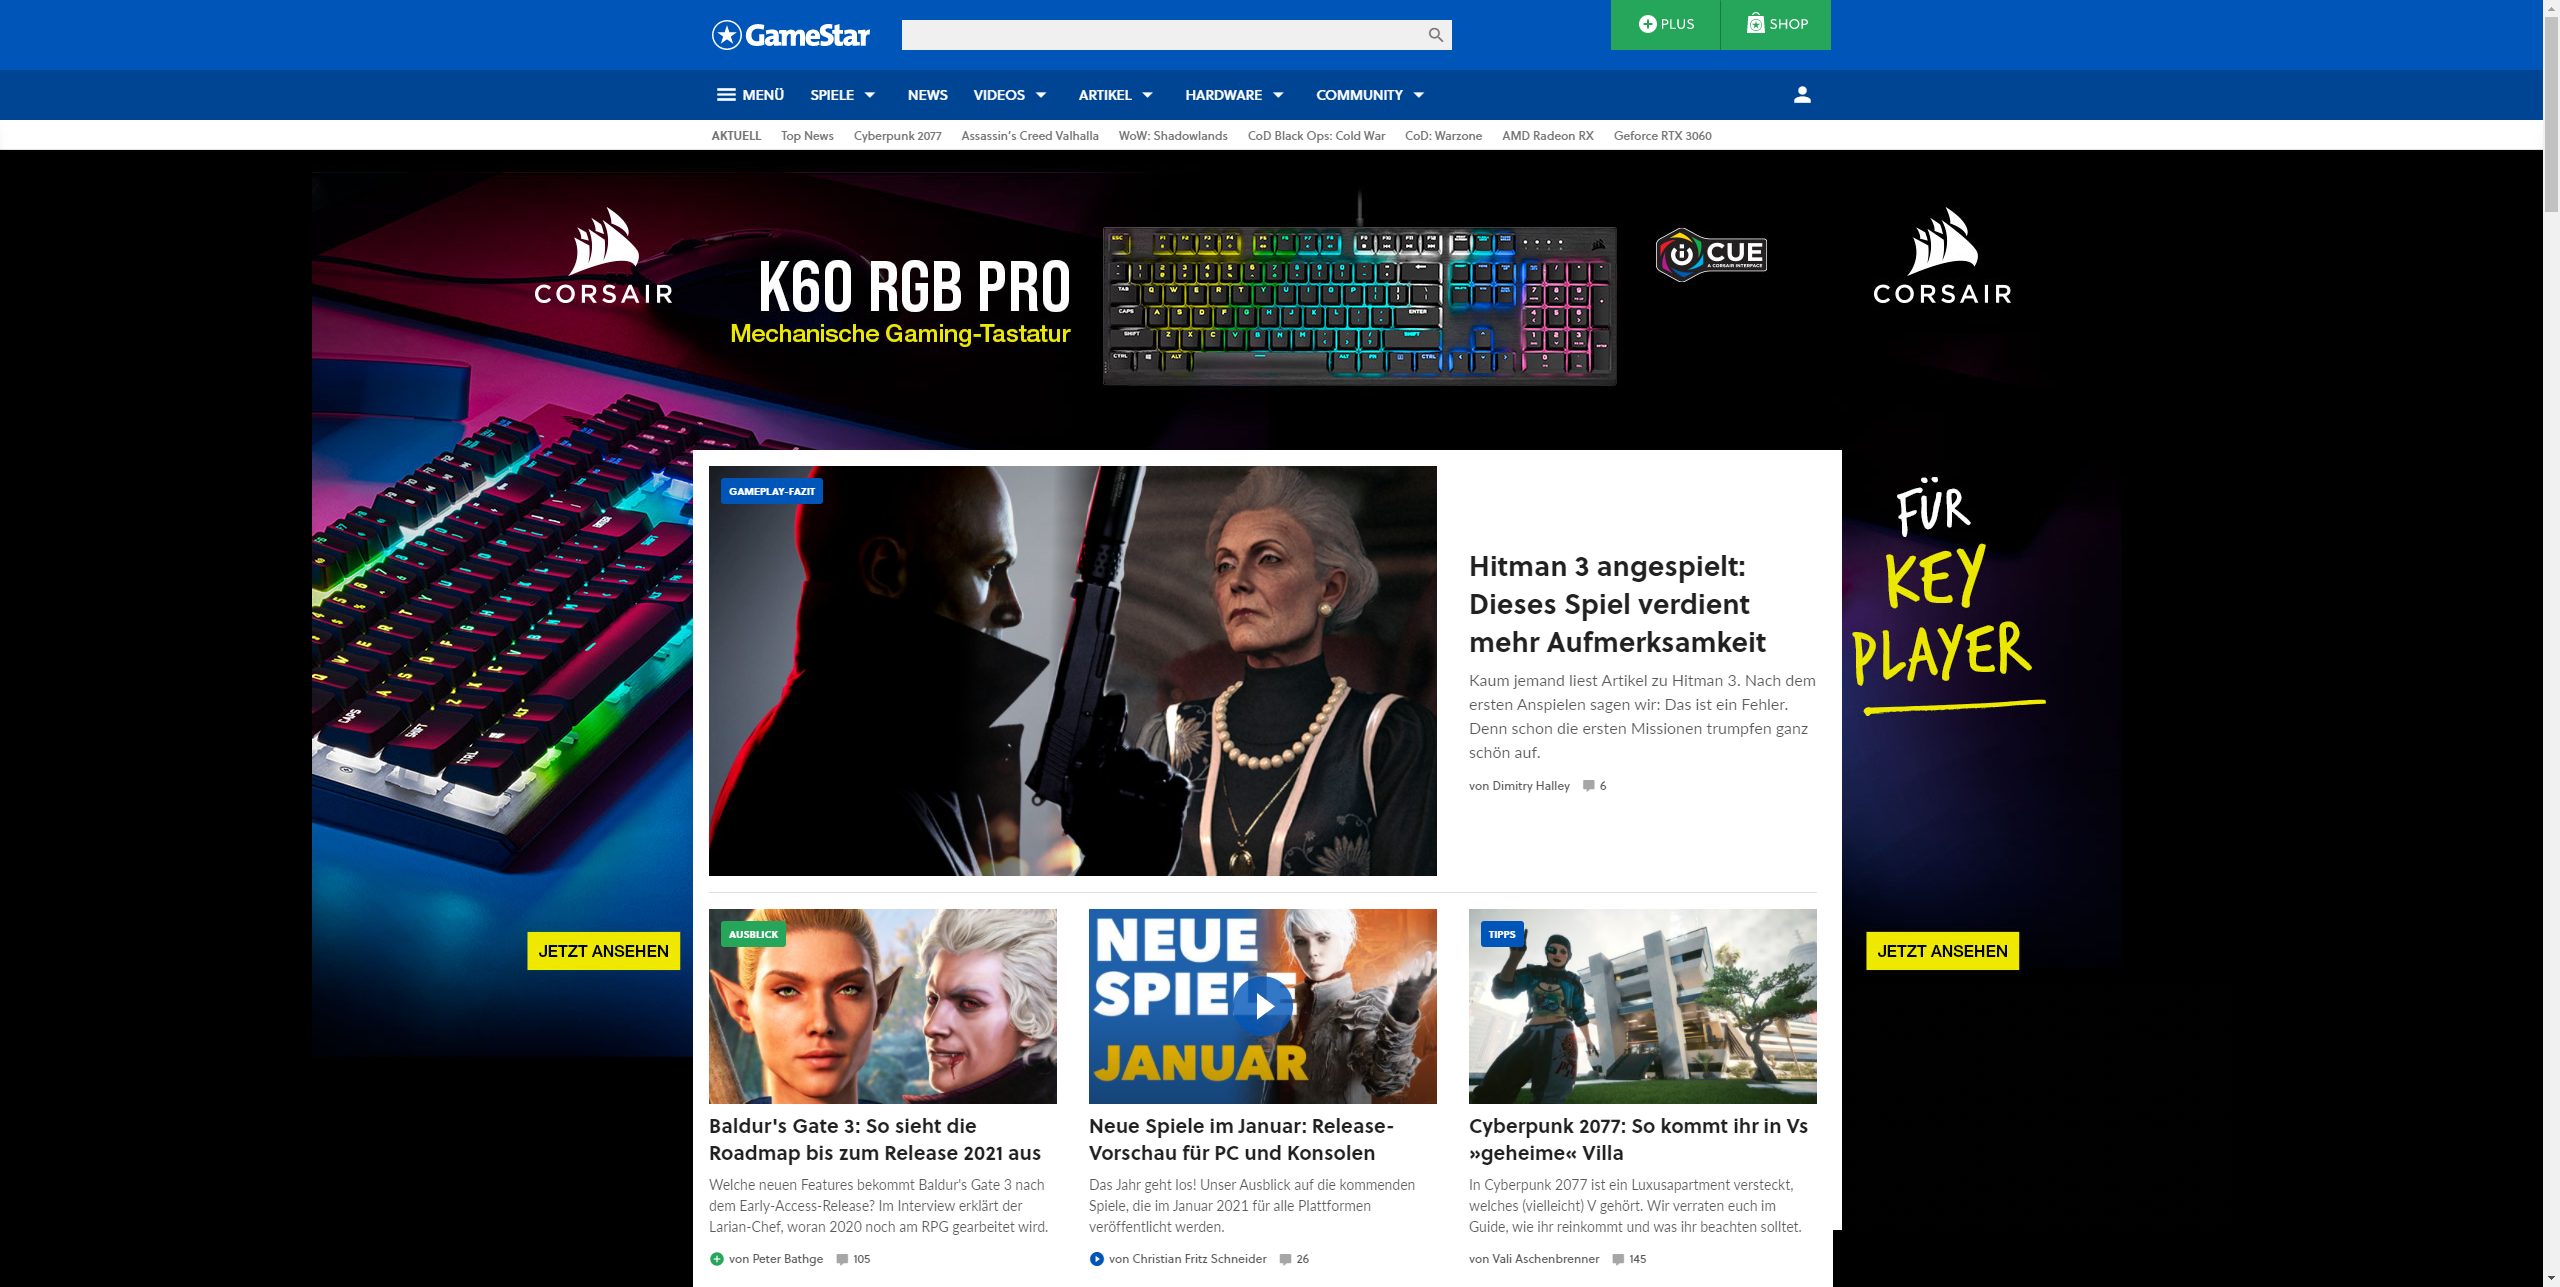 GameStar
PLUS
SHOP
MENÜ
SPIELE
NEWS
VIDEOS
ARTIKEL
HARDWARE
COMMUNITY
AKTUELL
Top News
Cyberpunk 2077
Assassin's Creed Valhalla
WoW: Shadowlands
CoD Black Ops: Cold War
CoD: Warzone
AMD Radeon RX
Geforce RTX 3060
CORSAIR
K60 RGB PRO
Mechanische Gaming-Tastatur
CUE
A CORSAIR INTERFACE
CORSAIR
FÜR
KEY
PLAYER
JETZT ANSEHEN
JETZT ANSEHEN
GAMEPLAY-FAZIT
Hitman 3 angespielt:
Dieses Spiel verdient
mehr Aufmerksamkeit
Kaum jemand liest Artikel zu Hitman 3. Nach dem
ersten Anspielen sagen wir: Das ist ein Fehler.
Denn schon die ersten Missionen trumpfen ganz
schön auf.
von Dimitry Halley 6
AUSBLICK
Baldur's Gate 3: So sieht die
Roadmap bis zum Release 2021 aus
Welche neuen Features bekommt Baldur's Gate 3 nach
dem Early-Access-Release? Im Interview erklärt der
Larian-Chef, woran 2020 noch am RPG gearbeitet wird.
von Peter Bathge 105
NEUE
SPIELE
JANUAR
Neue Spiele im Januar: Release-
Vorschau für PC und Konsolen
Das Jahr geht los! Unser Ausblick auf die kommenden
Spiele, die im Januar 2021 für alle Plattformen
veröffentlicht werden.
von Christian Fritz Schneider 26
TIPPS
Cyberpunk 2077: So kommt ihr in Vs
»geheime« Villa
In Cyberpunk 2077 ist ein Luxusapartment versteckt,
welches (vielleicht) V gehört. Wir verraten euch im
Guide, wie ihr reinkommt und was ihr beachten solltet.
von Vali Aschenbrenner 145